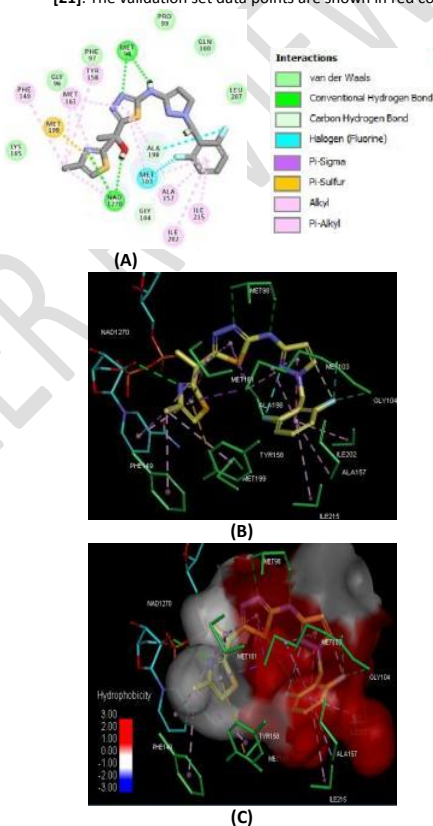 [21]. The validation set data points are shown in red co
PRO
99
MET
98
PHE
97
TYR
158
GLN
100
GLY
96
MET
161
LEU
207
PHE
149
MET
199
ALA
198
LYS
165
MET
103
NAD
1270
ALA
157
GLY
104
ILE
215
ILE
202
Interactions
van der Waals
Conventional Hydrogen Bond
Carbon Hydrogen Bond
Halogen (Fluorine)
Pi-Sigma
Pi-Sulfur
Alkyl
Pi-Alkyl
(A)
MET98
NAD1270
MET103
MET161
ALA198
GLY104
TYR158
ILE202
MET199
ALA157
PHE149
ILE215
(B)
MET98
NAD1270
MET103
MET161
GLY104
Hydrophobicity
3.00
2.00
1.00
0.00
-1.00
-2.00
-3.00
TYR158
PHE149
ALA157
ILE215
(C)